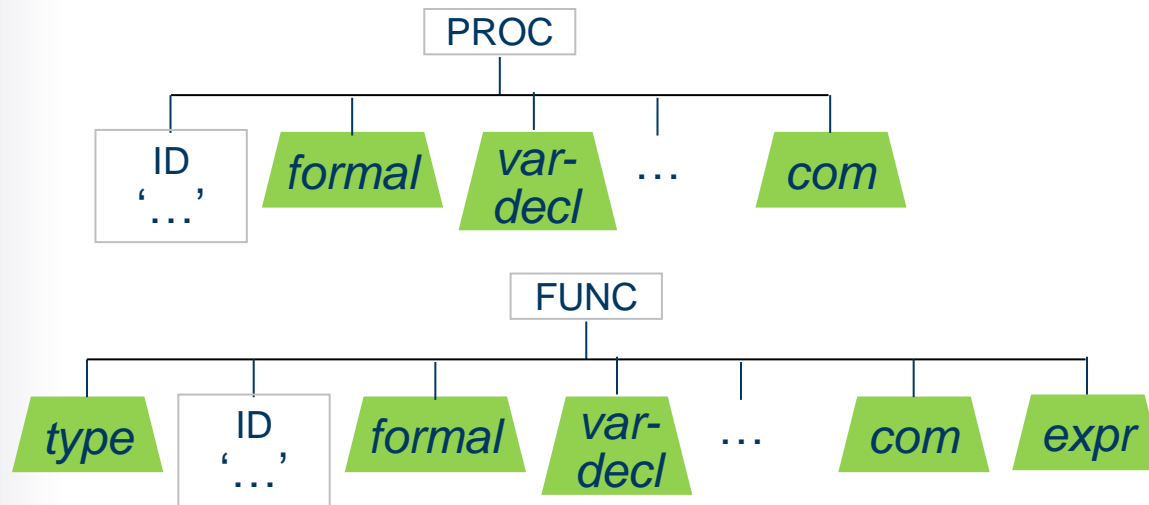 PROC
ID
‘…’
formal
var-
decl
…
com
FUNC
type
ID
‘…’
formal
var-
decl
…
com
expr